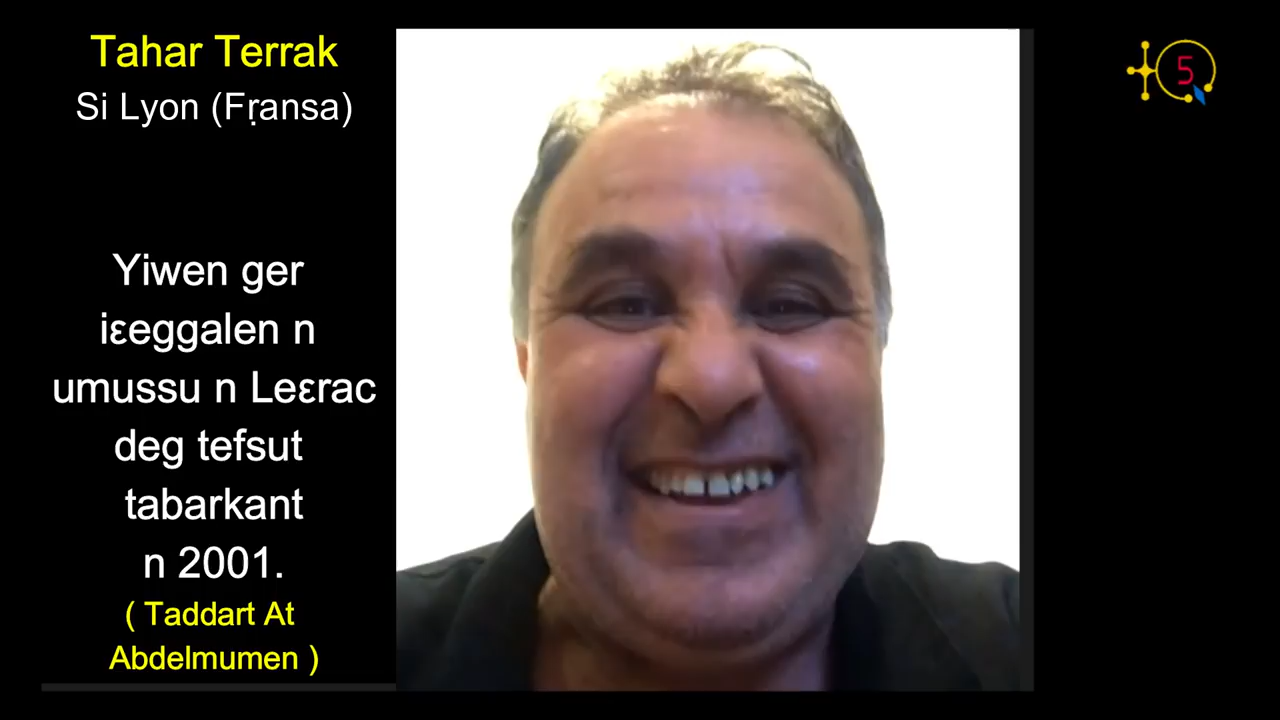 Tahar Terrak
Si Lyon (Fṛansa)
Yiwen ger
iɛeggalen n
umussu n Leɛrac
deg tefsut
tabarkant
n 2001.
( Taddart At
Abdelmumen )
5